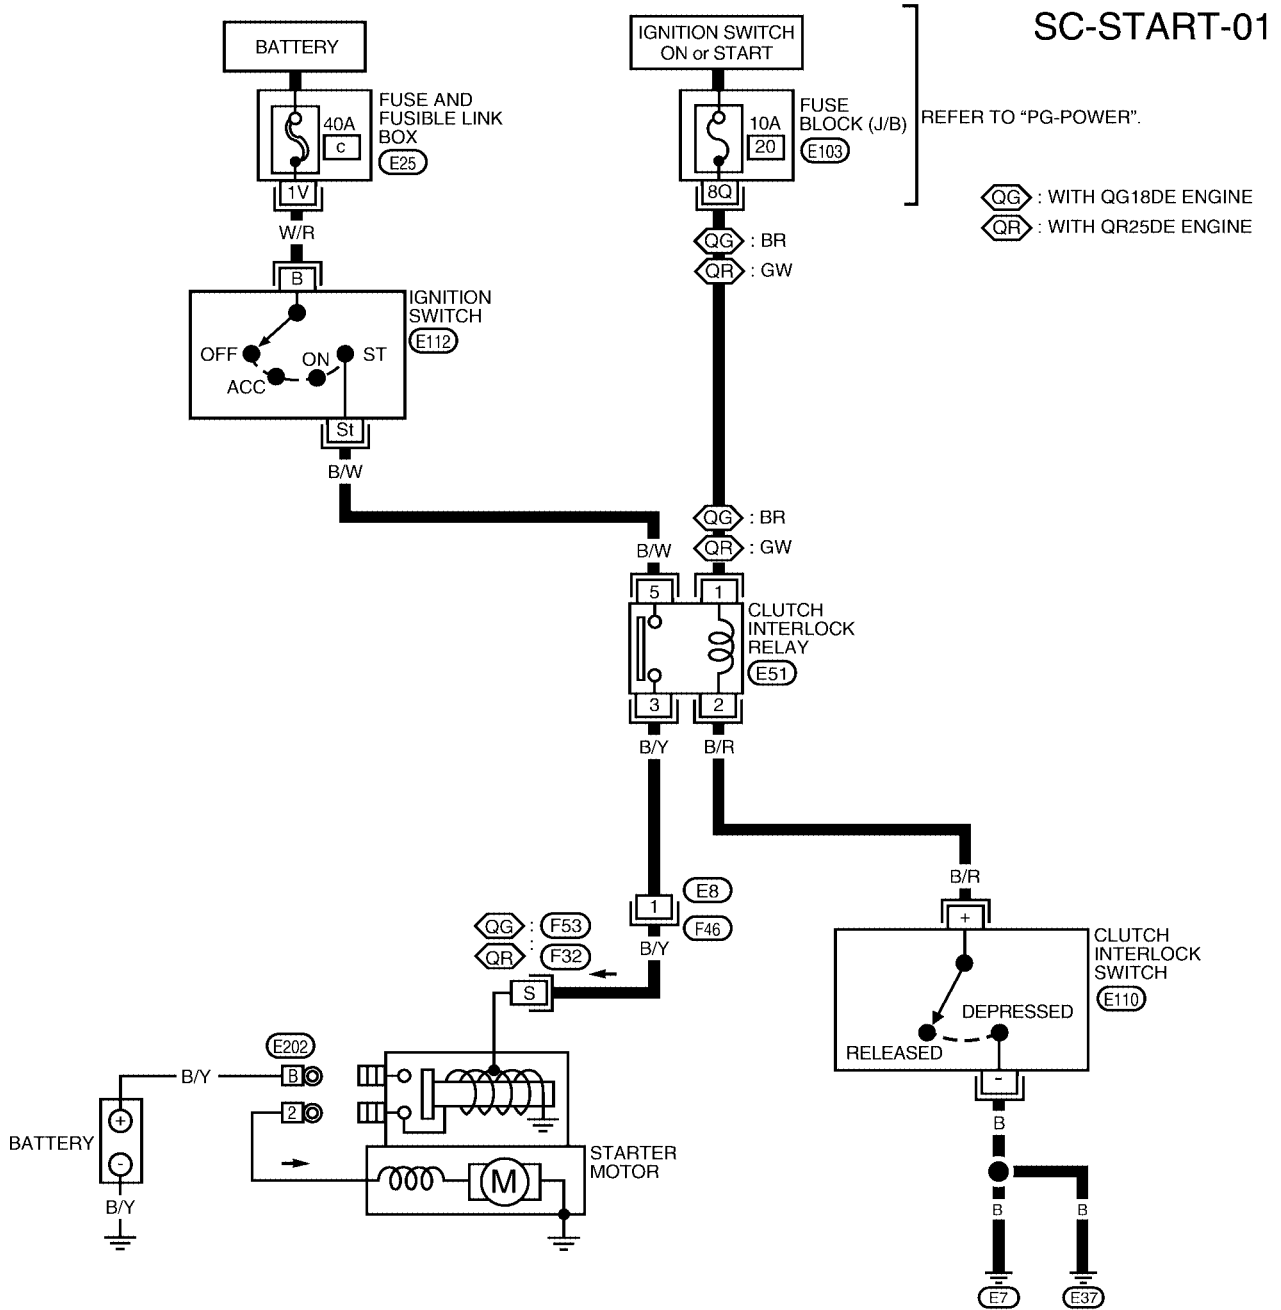 SC-START-01
BATTERY
IGNITION SWITCH
ON or START
FUSE AND
FUSIBLE LINK
BOX
E25
40A
c
1V
FUSE
BLOCK (J/B)
E103
10A
20
8Q
REFER TO “PG-POWER”.
QG : WITH QG18DE ENGINE
QR : WITH QR25DE ENGINE
W/R
QG : BR
QR : GW
B
IGNITION
SWITCH
E112
OFF
ACC
ON
ST
St
B/W
QG : BR
QR : GW
B/W
5
1
CLUTCH
INTERLOCK
RELAY
E51
3
2
B/Y
B/R
B/R
1
E8
F46
B/Y
QG : F53
QR : F32
S
+
CLUTCH
INTERLOCK
SWITCH
E110
DEPRESSED
RELEASED
-
E202
B/Y
B
2
BATTERY
+
-
B/Y
STARTER
MOTOR
M
B
B
B
E7
E37